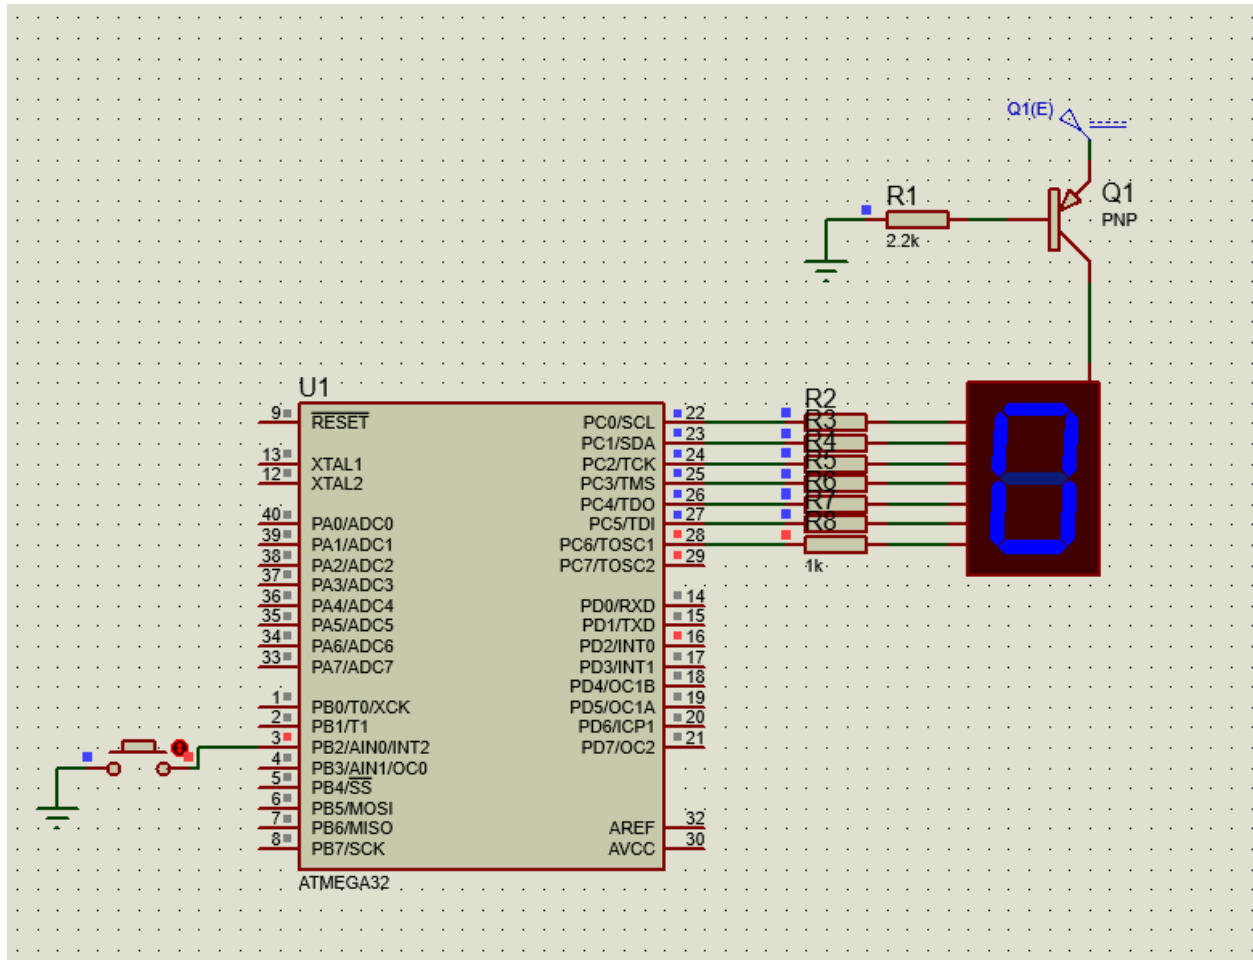 Q1(E)
Q1
PNP
R1
2.2k
U1
9 RESET
13 XTAL1
12 XTAL2
40 PA0/ADC0
39 PA1/ADC1
38 PA2/ADC2
37 PA3/ADC3
36 PA4/ADC4
35 PA5/ADC5
34 PA6/ADC6
33 PA7/ADC7
1 PB0/T0/XCK
2 PB1/T1
3 PB2/AIN0/INT2
4 PB3/AIN1/OC0
5 PB4/SS
6 PB5/MOSI
7 PB6/MISO
8 PB7/SCK
PC0/SCL 22
PC1/SDA 23
PC2/TCK 24
PC3/TMS 25
PC4/TDO 26
PC5/TDI 27
PC6/TOSC1 28
PC7/TOSC2 29
PD0/RXD 14
PD1/TXD 15
PD2/INT0 16
PD3/INT1 17
PD4/OC1B 18
PD5/OC1A 19
PD6/ICP1 20
PD7/OC2 21
AREF 32
AVCC 30
ATMEGA32
R2
R3
R4
R5
R6
R7
R8
1k
0